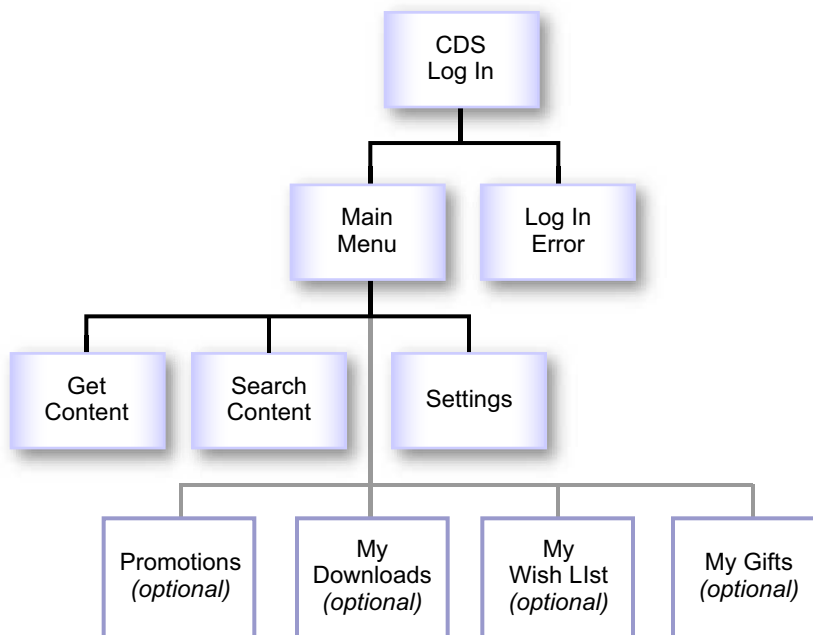 CDS
Log In
Main
Menu
Log In
Error
Get
Content
Search
Content
Settings
Promotions
(optional)
My
Downloads
(optional)
My
Wish LIst
(optional)
My Gifts
(optional)